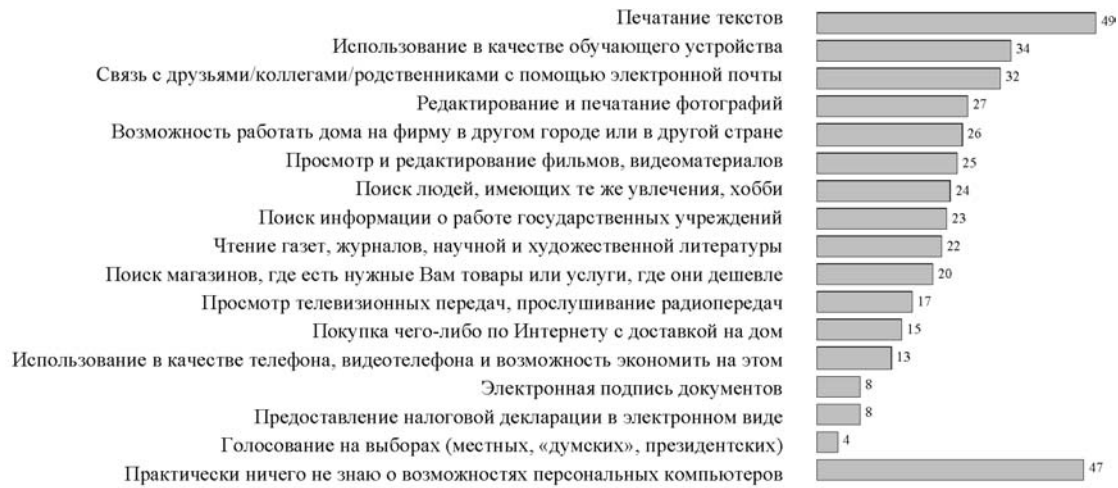 Печатание текстов 49
Использование в качестве обучающего устройства 34
Связь с друзьями/коллегами/родственниками с помощью электронной почты 32
Редактирование и печатание фотографий 27
Возможность работать дома на фирму в другом городе или в другой стране 26
Просмотр и редактирование фильмов, видеоматериалов 25
Поиск людей, имеющих те же увлечения, хобби 24
Поиск информации о работе государственных учреждений 23
Чтение газет, журналов, научной и художественной литературы 22
Поиск магазинов, где есть нужные Вам товары или услуги, где они дешевле 20
Просмотр телевизионных передач, прослушивание радиопередач 17
Покупка чего-либо по Интернету с доставкой на дом 15
Использование в качестве телефона, видеотелефона и возможность экономить на этом 13
Электронная подпись документов 8
Предоставление налоговой декларации в электронном виде 8
Голосование на выборах (местных, «думских», президентских) 4
Практически ничего не знаю о возможностях персональных компьютеров 47